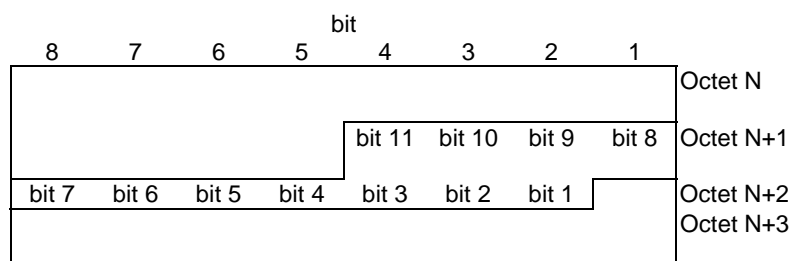 bit
8 7 6 5 4 3 2 1
Octet N
bit 11 bit 10 bit 9 bit 8 Octet N+1
bit 7 bit 6 bit 5 bit 4 bit 3 bit 2 bit 1 Octet N+2
Octet N+3